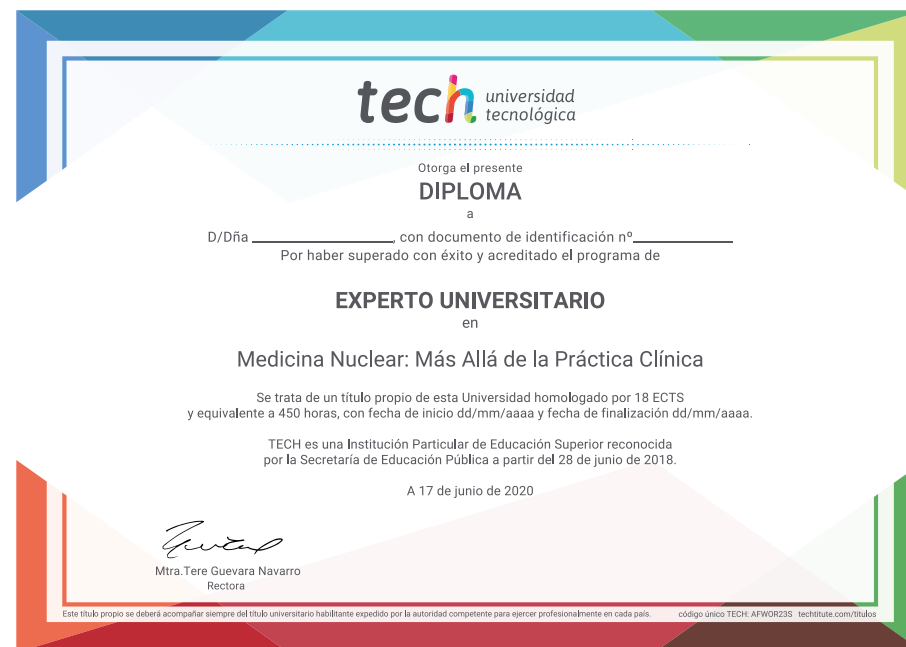 tech universidad
tecnológica
Otorga el presente
DIPLOMA
a
D/Dña ____________________, con documento de identificación nº______________
Por haber superado con éxito y acreditado el programa de
EXPERTO UNIVERSITARIO
en
Medicina Nuclear: Más Allá de la Práctica Clínica
Se trata de un título propio de esta Universidad homologado por 18 ECTS
y equivalente a 450 horas, con fecha de inicio dd/mm/aaaa y fecha de finalización dd/mm/aaaa.
TECH es una Institución Particular de Educación Superior reconocida
por la Secretaría de Educación Pública a partir del 28 de junio de 2018.
A 17 de junio de 2020
Mtra.Tere Guevara Navarro
Rectora
Este título propio se deberá acompañar siempre del título universitario habilitante expedido por la autoridad competente para ejercer profesionalmente en cada país. código único TECH: AFWOR23S techtitute.com/titulos